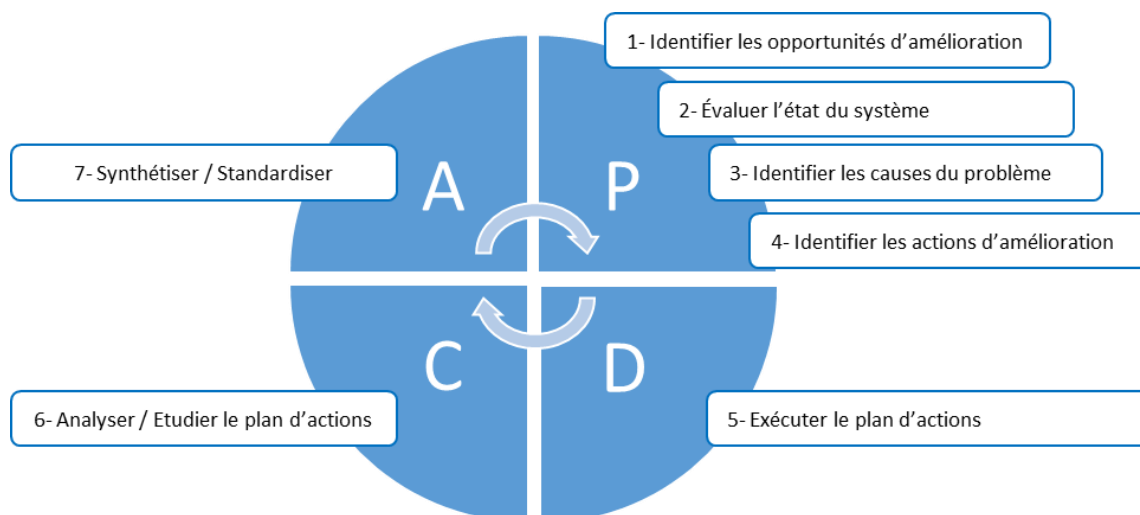 1- Identifier les opportunités d’amélioration
2- Évaluer l’état du système
7- Synthétiser / Standardiser
A
P
3- Identifier les causes du problème
4- Identifier les actions d’amélioration
C
D
6- Analyser / Etudier le plan d’actions
5- Exécuter le plan d’actions